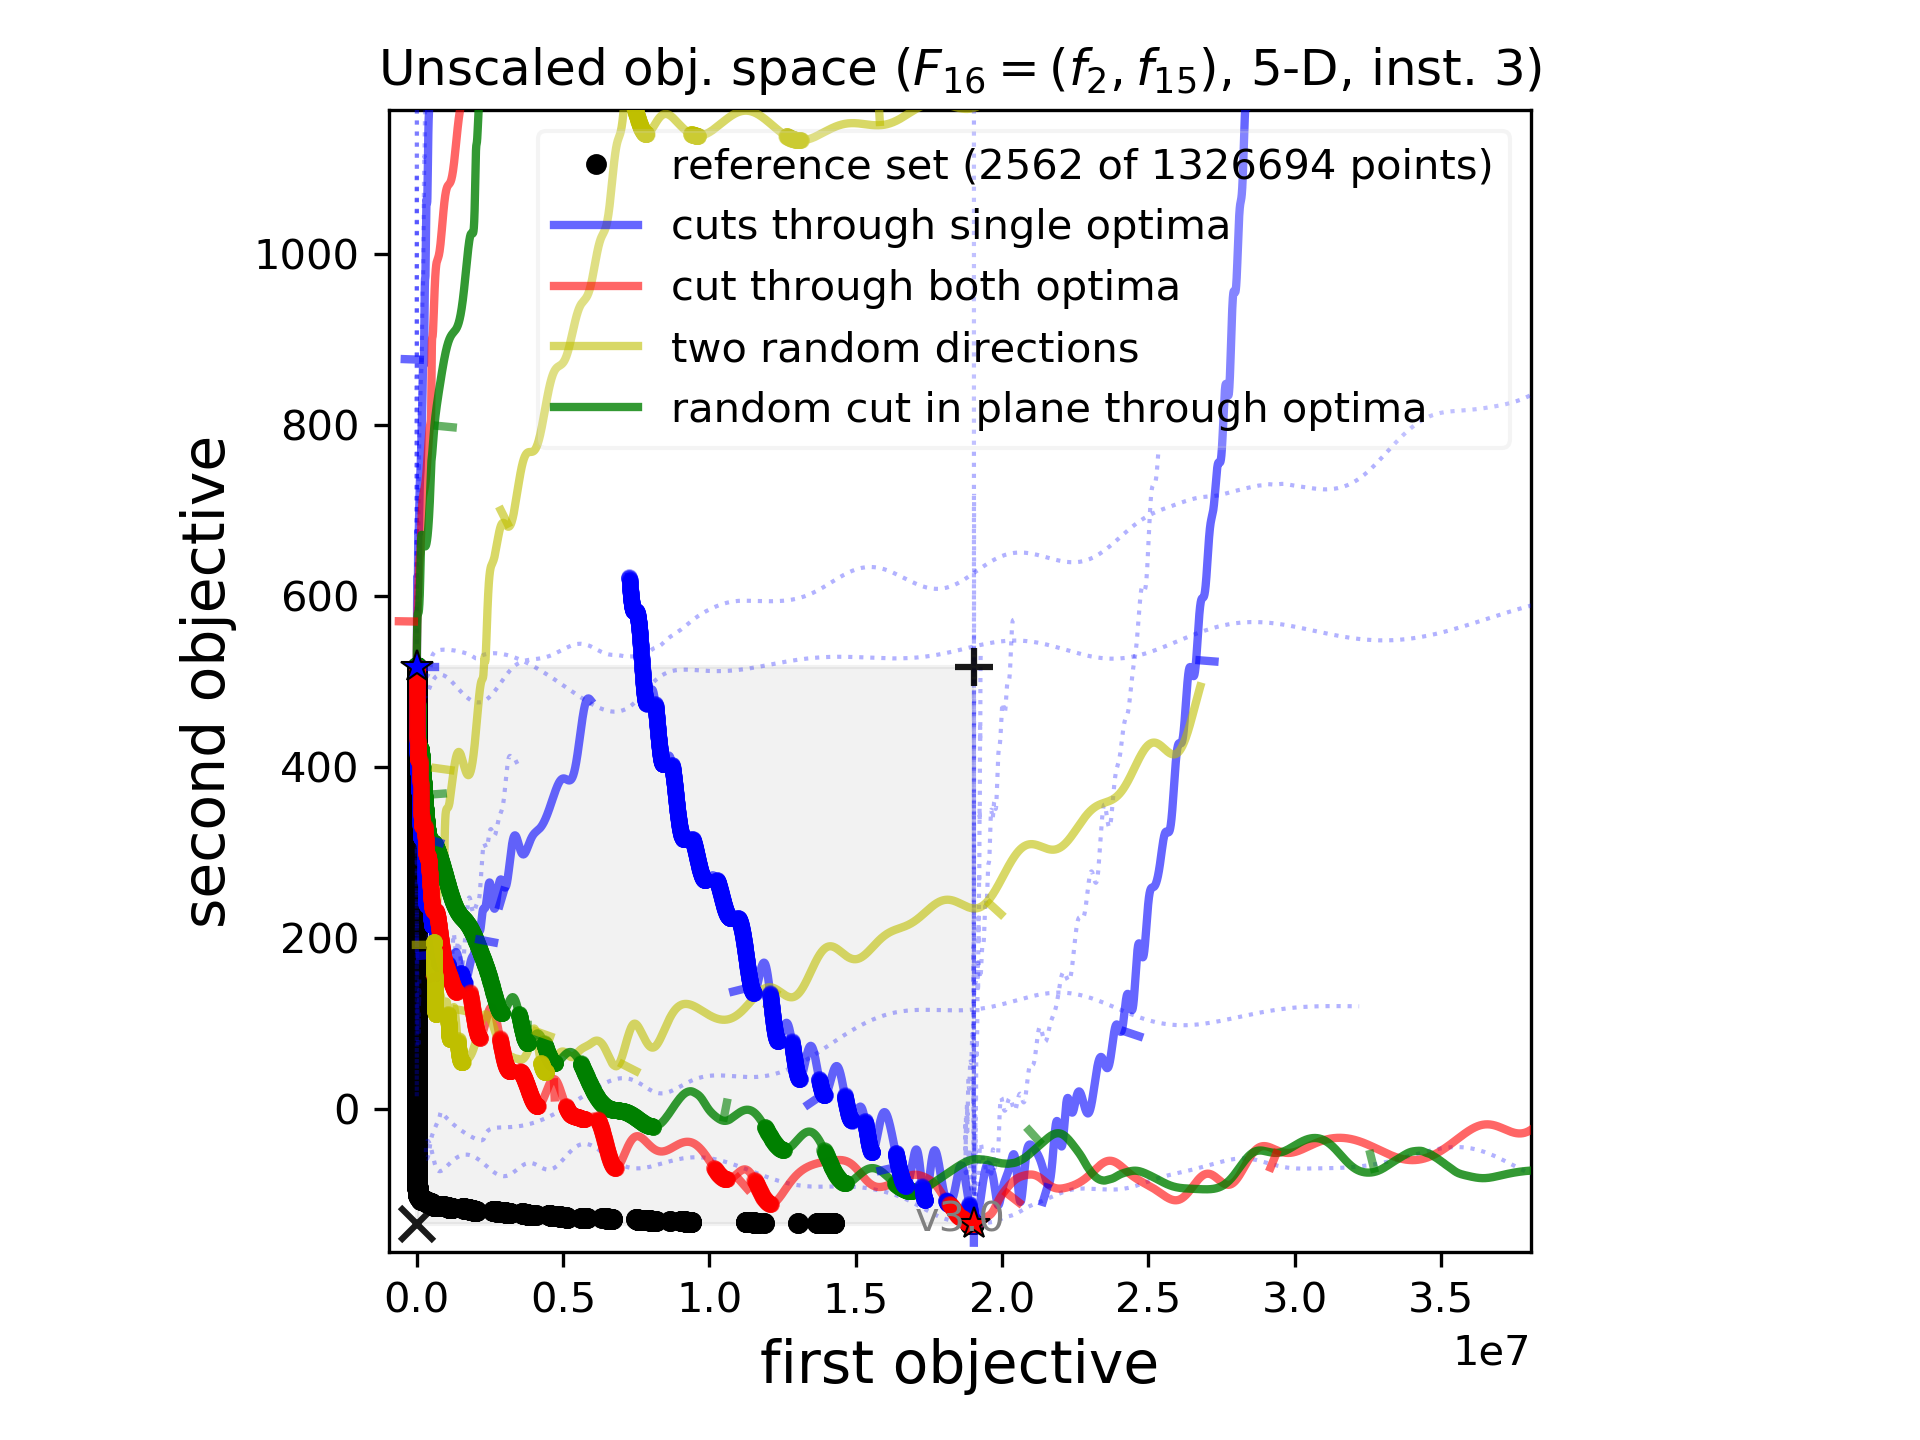 Unscaled obj. space (F₁₆ = (f₂, f₁₅), 5-D, inst. 3)
reference set (2562 of 1326694 points)
cuts through single optima
cut through both optima
two random directions
random cut in plane through optima
second objective
1000
800
600
400
200
0
0.0 0.5 1.0 1.5 2.0 2.5 3.0 3.5
1e7
first objective